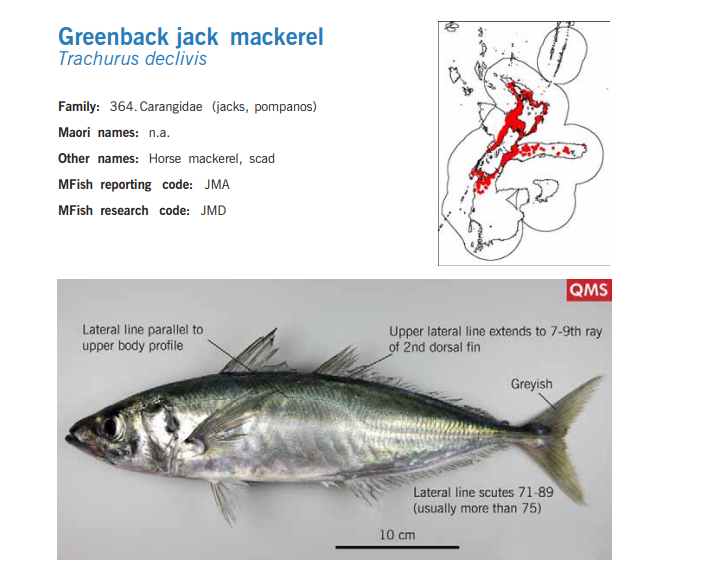 Greenback jack mackerel
Trachurus declivis
Family: 364. Carangidae (jacks, pompanos)
Maori names: n.a.
Other names: Horse mackerel, scad
MFish reporting code: JMA
MFish research code: JMD
QMS
Lateral line parallel to
upper body profile
Upper lateral line extends to 7-9th ray
of 2nd dorsal fin
Greyish
Lateral line scutes 71-89
(usually more than 75)
10 cm